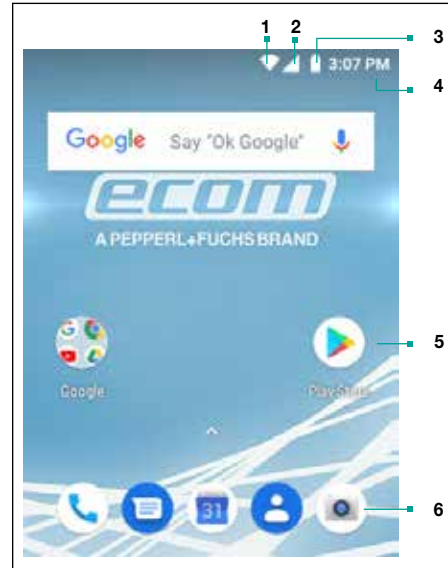 1 2 3
3:07 PM
4
Google Say "Ok Google"
ecom
A PEPPERL+FUCHS BRAND
5
Google Play Store
31
6